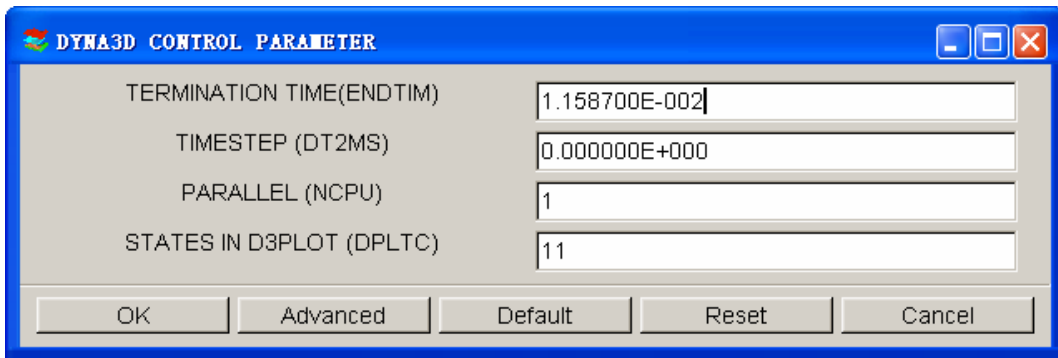 DYNA3D CONTROL PARAMETER
TERMINATION TIME(ENDTIM) 1.158700E-002
TIMESTEP (DT2MS) 0.000000E+000
PARALLEL (NCPU) 1
STATES IN D3PLOT (DPLTC) 11
OK Advanced Default Reset Cancel